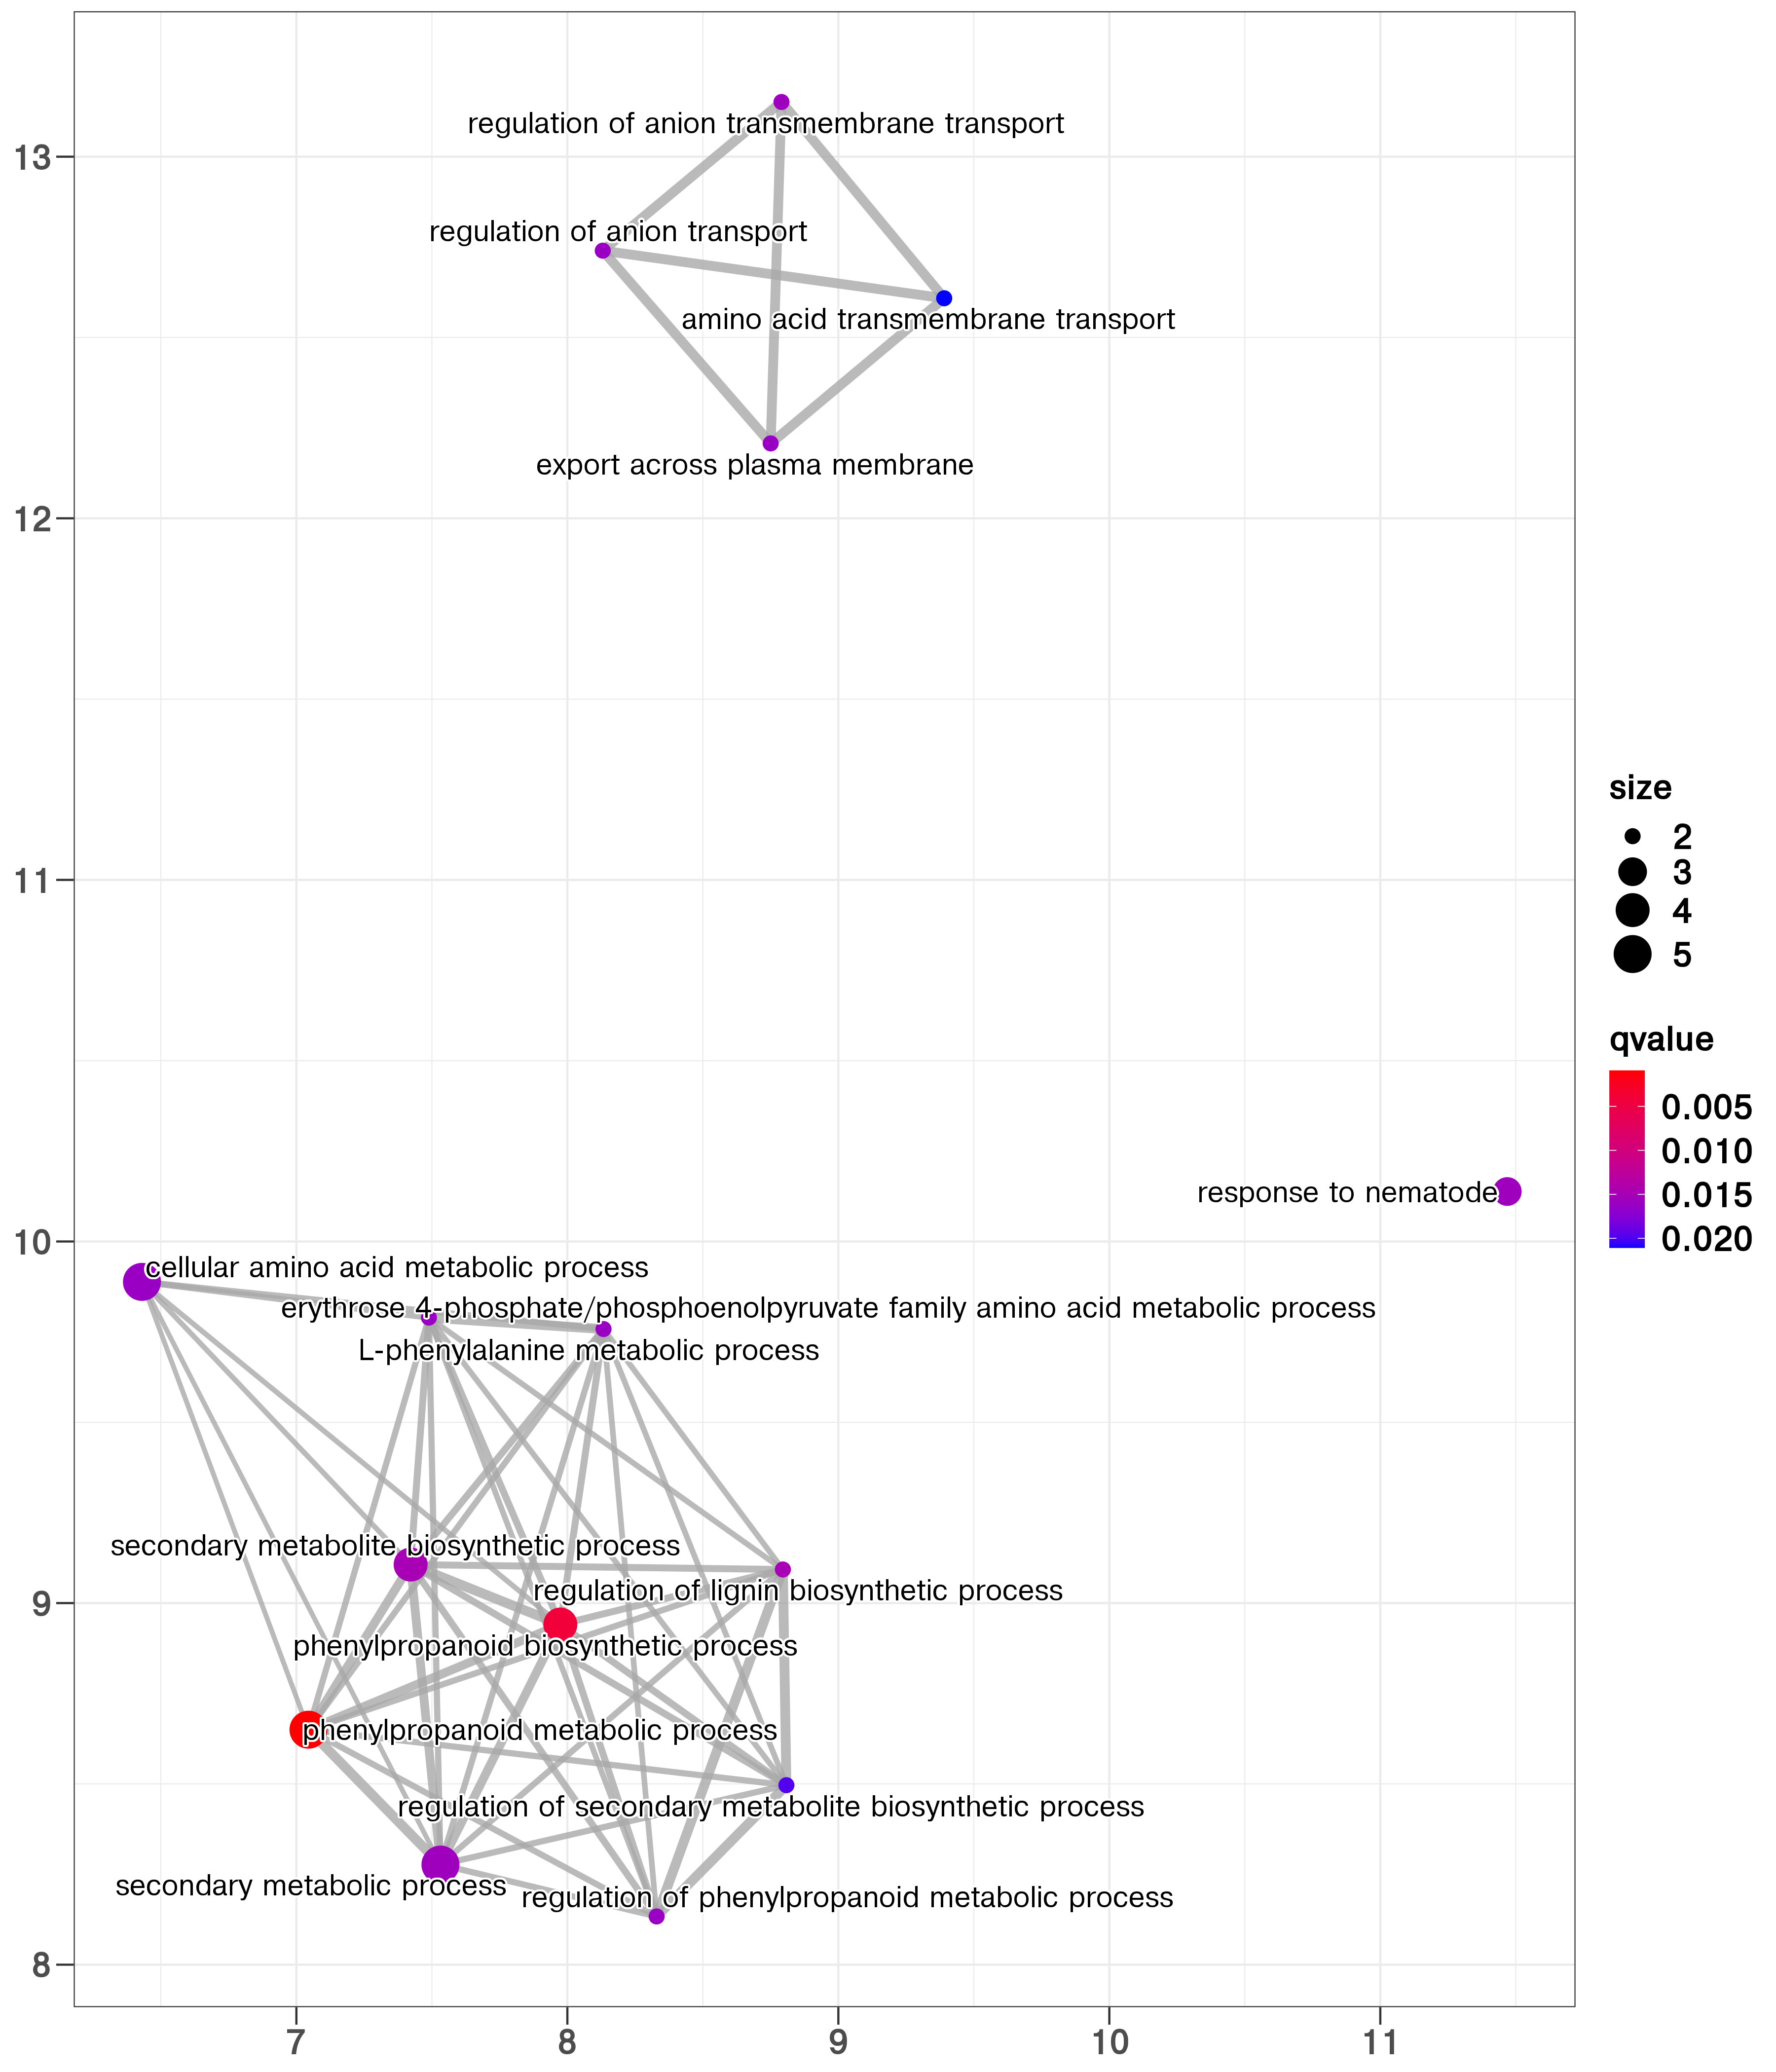 13
12
11
10
9
8
7
8
9
10
11
regulation of anion transmembrane transport
regulation of anion transport
amino acid transmembrane transport
export across plasma membrane
response to nematode
cellular amino acid metabolic process
erythrose 4-phosphate/phosphoenolpyruvate family amino acid metabolic process
L-phenylalanine metabolic process
secondary metabolite biosynthetic process
regulation of lignin biosynthetic process
phenylpropanoid biosynthetic process
phenylpropanoid metabolic process
regulation of secondary metabolite biosynthetic process
secondary metabolic process
regulation of phenylpropanoid metabolic process
size
2
3
4
5
qvalue
0.005
0.010
0.015
0.020